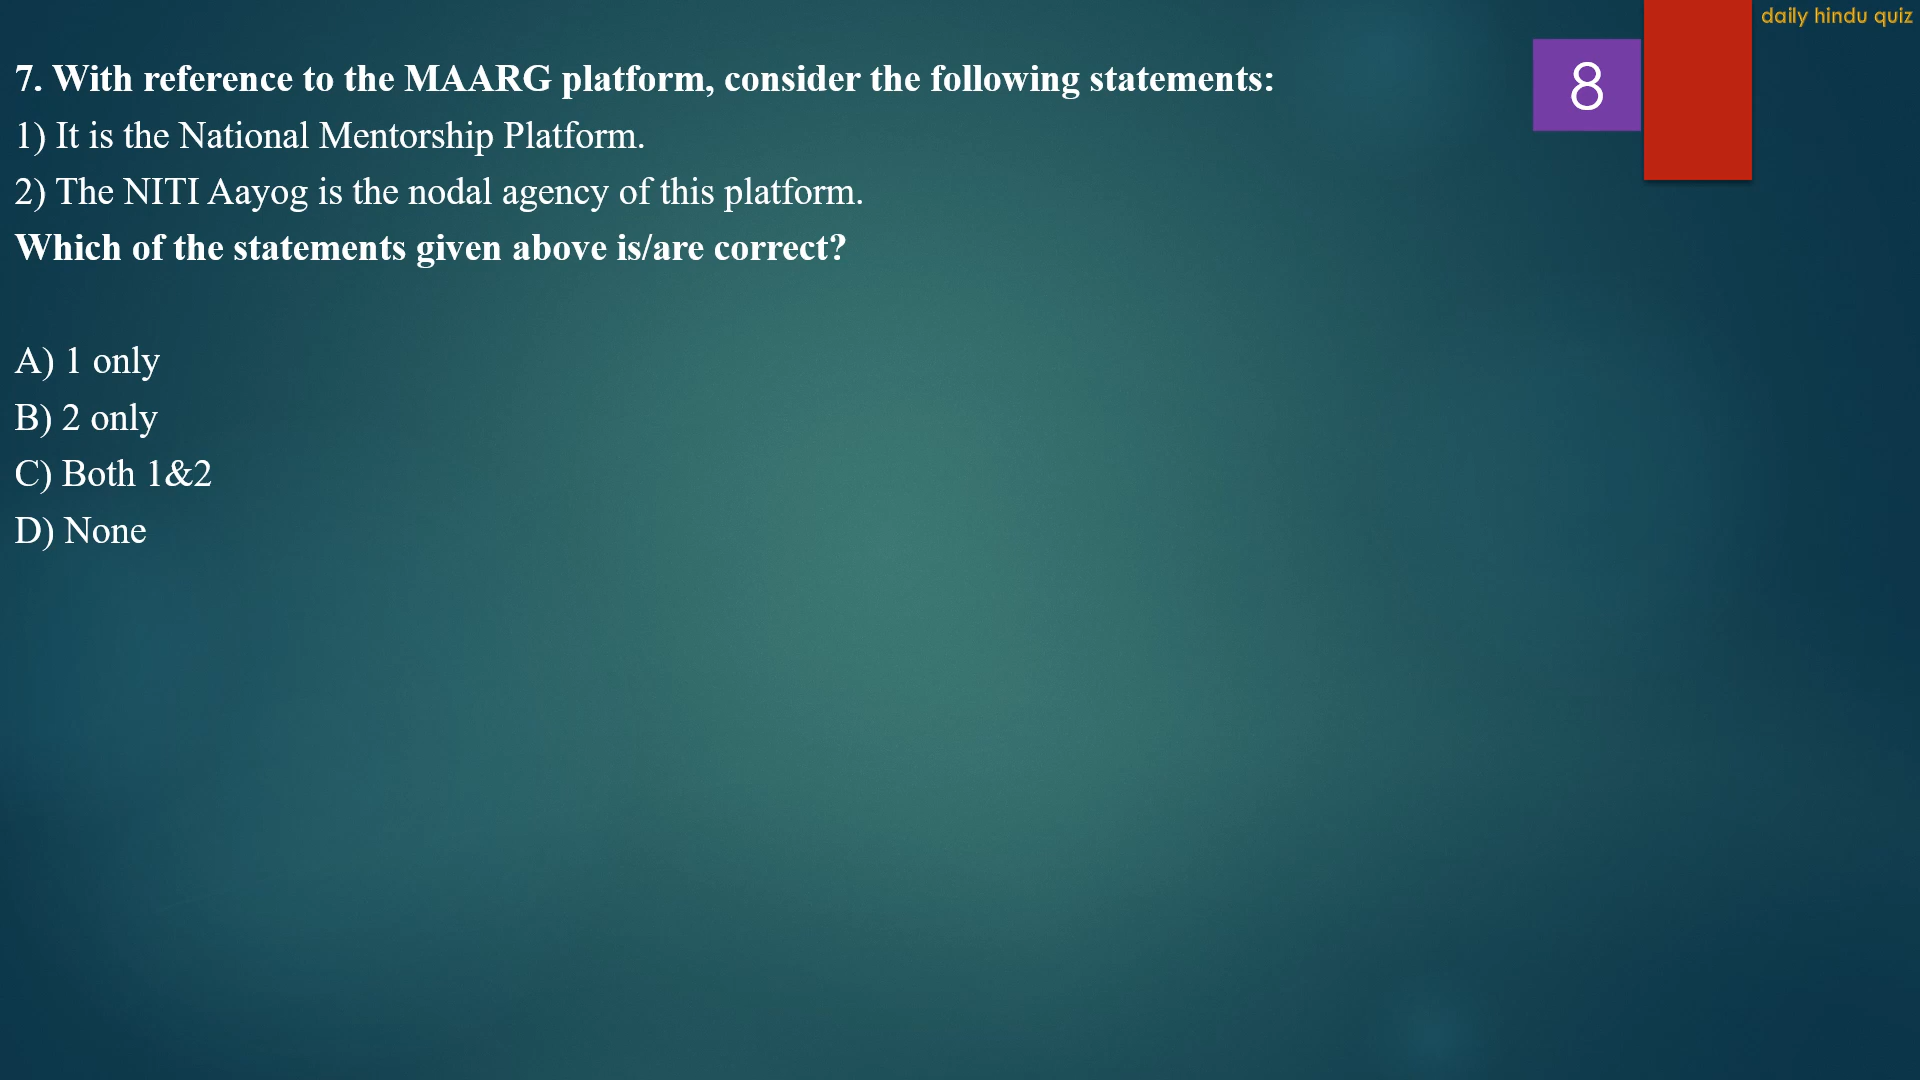 daily hindu quiz
8
7. With reference to the MAARG platform, consider the following statements:
1) It is the National Mentorship Platform.
2) The NITI Aayog is the nodal agency of this platform.
Which of the statements given above is/are correct?
A) 1 only
B) 2 only
C) Both 1&2
D) None